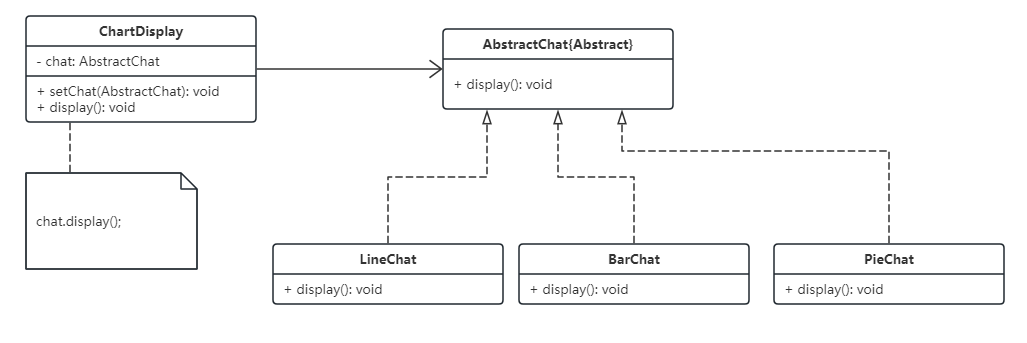 ChartDisplay
- chat: AbstractChat
+ setChat(AbstractChat): void
+ display(): void
chat.display();
AbstractChat{Abstract}
+ display(): void
LineChat
+ display(): void
BarChat
+ display(): void
PieChat
+ display(): void